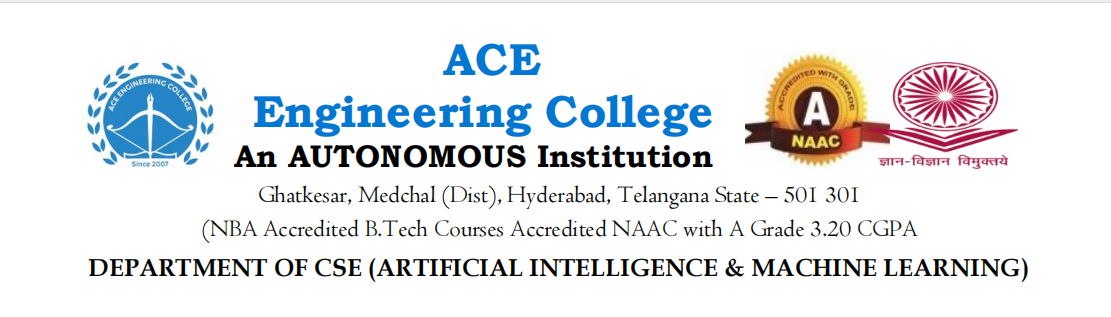 ACE
Engineering College
An AUTONOMOUS Institution
ACE ENGINEERING COLLEGE
Since 2007
ACCREDITED WITH GRADE
A
NAAC
ज्ञान-विज्ञान विमुक्तये
Ghatkesar, Medchal (Dist), Hyderabad, Telangana State – 501 301
(NBA Accredited B.Tech Courses Accredited NAAC with A Grade 3.20 CGPA
DEPARTMENT OF CSE (ARTIFICIAL INTELLIGENCE & MACHINE LEARNING)